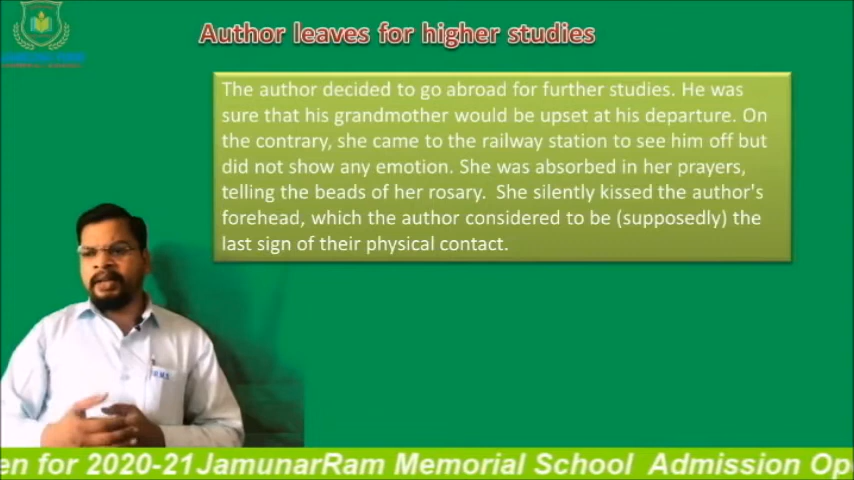 Author leaves for higher studies
The author decided to go abroad for further studies. He was
sure that his grandmother would be upset at his departure. On
the contrary, she came to the railway station to see him off but
did not show any emotion. She was absorbed in her prayers,
telling the beads of her rosary. She silently kissed the author's
forehead, which the author considered to be (supposedly) the
last sign of their physical contact.
en for 2020-21 JamunarRam Memorial School Admission Op